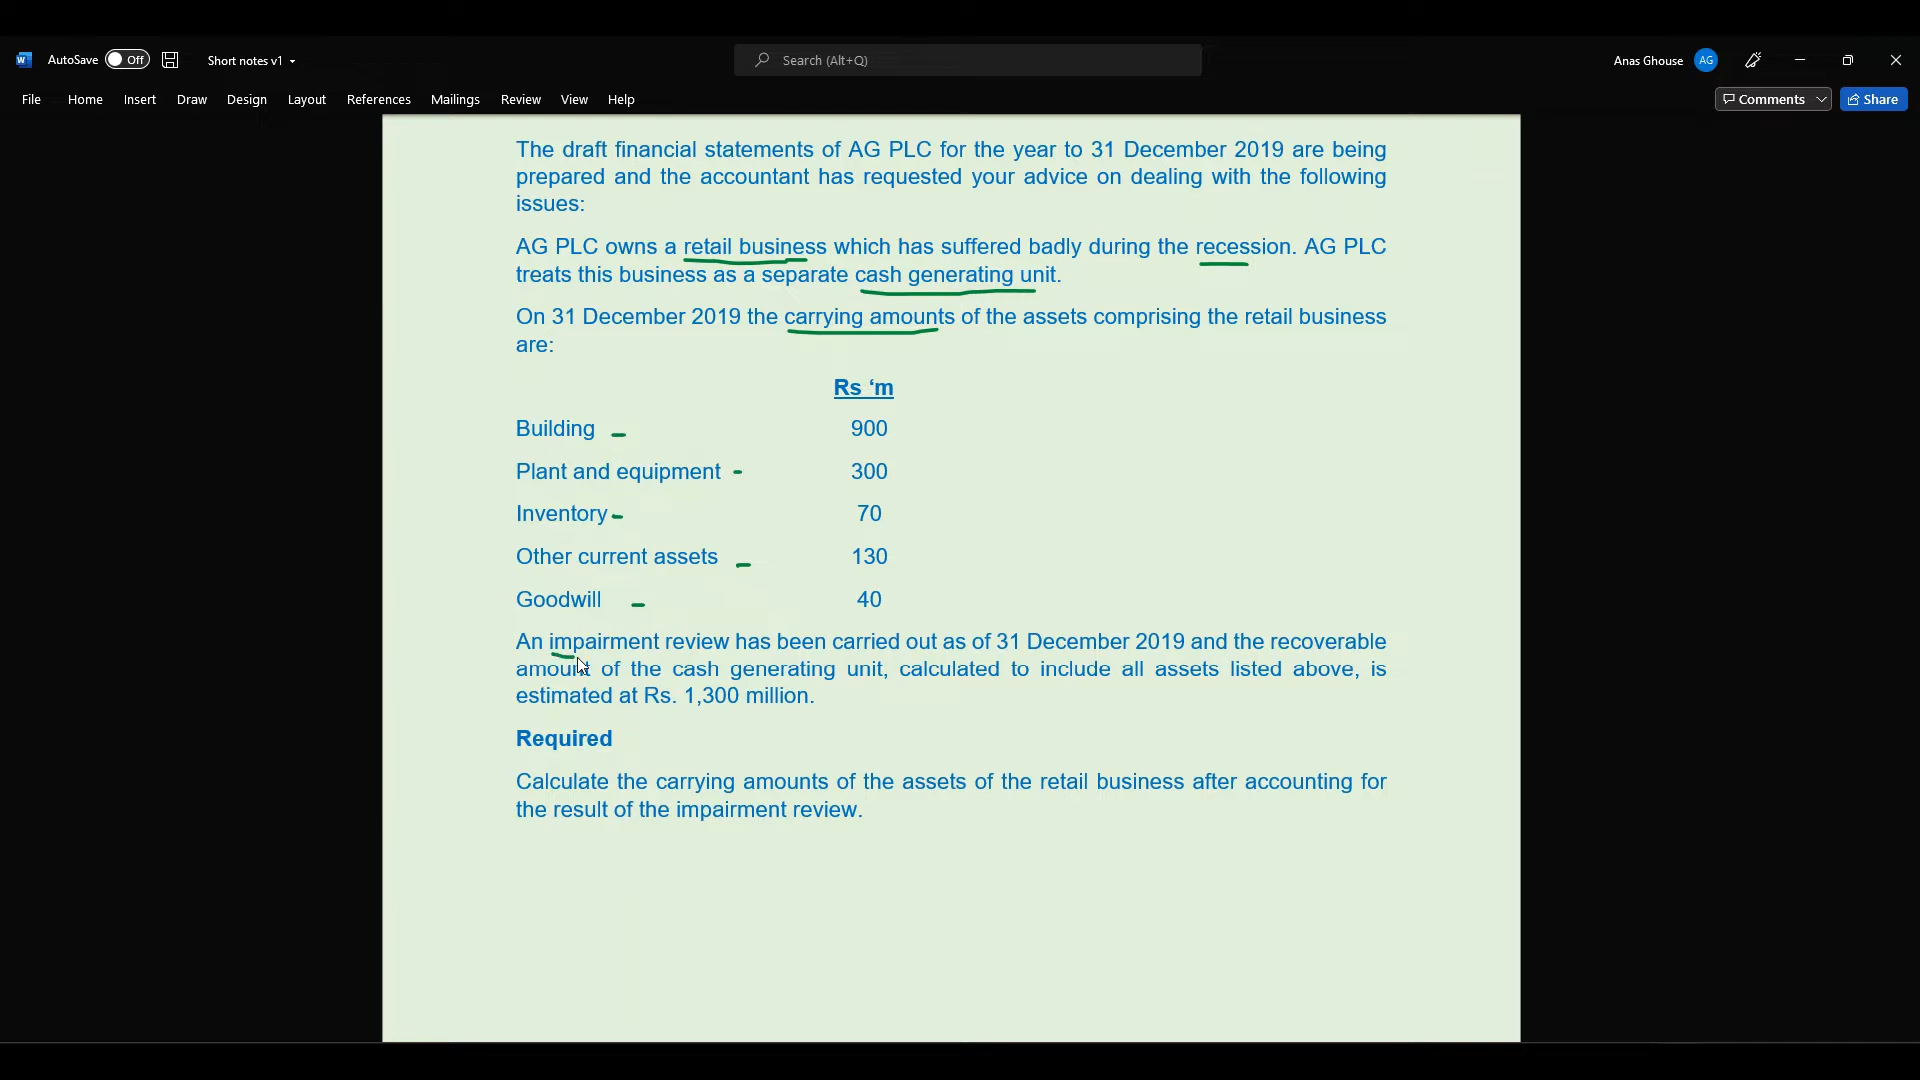 AutoSave Off Short notes v1 Search (Alt+Q) Anas Ghouse AG
File Home Insert Draw Design Layout References Mailings Review View Help Comments Share
The draft financial statements of AG PLC for the year to 31 December 2019 are being
prepared and the accountant has requested your advice on dealing with the following
issues:
AG PLC owns a retail business which has suffered badly during the recession. AG PLC
treats this business as a separate cash generating unit.
On 31 December 2019 the carrying amounts of the assets comprising the retail business
are:
Rs ‘m
Building 900
Plant and equipment 300
Inventory 70
Other current assets 130
Goodwill 40
An impairment review has been carried out as of 31 December 2019 and the recoverable
amount of the cash generating unit, calculated to include all assets listed above, is
estimated at Rs. 1,300 million.
Required
Calculate the carrying amounts of the assets of the retail business after accounting for
the result of the impairment review.